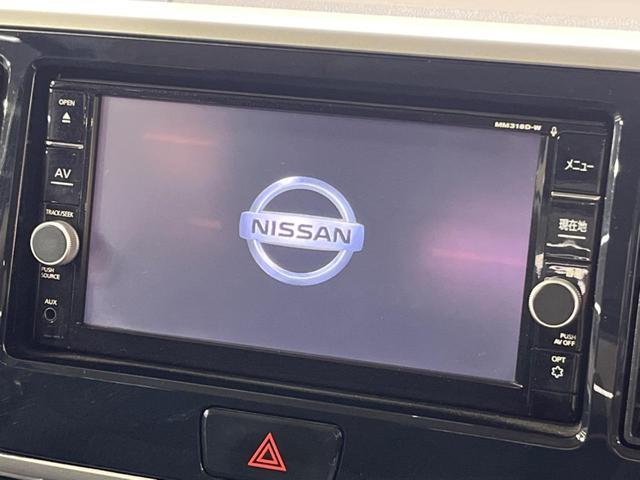 OPEN
AV
TRACK/SEEK
PUSH
SOURCE
AUX
NISSAN
MM318D-W
メニュー
現在地
PUSH
AV OFF
OPT